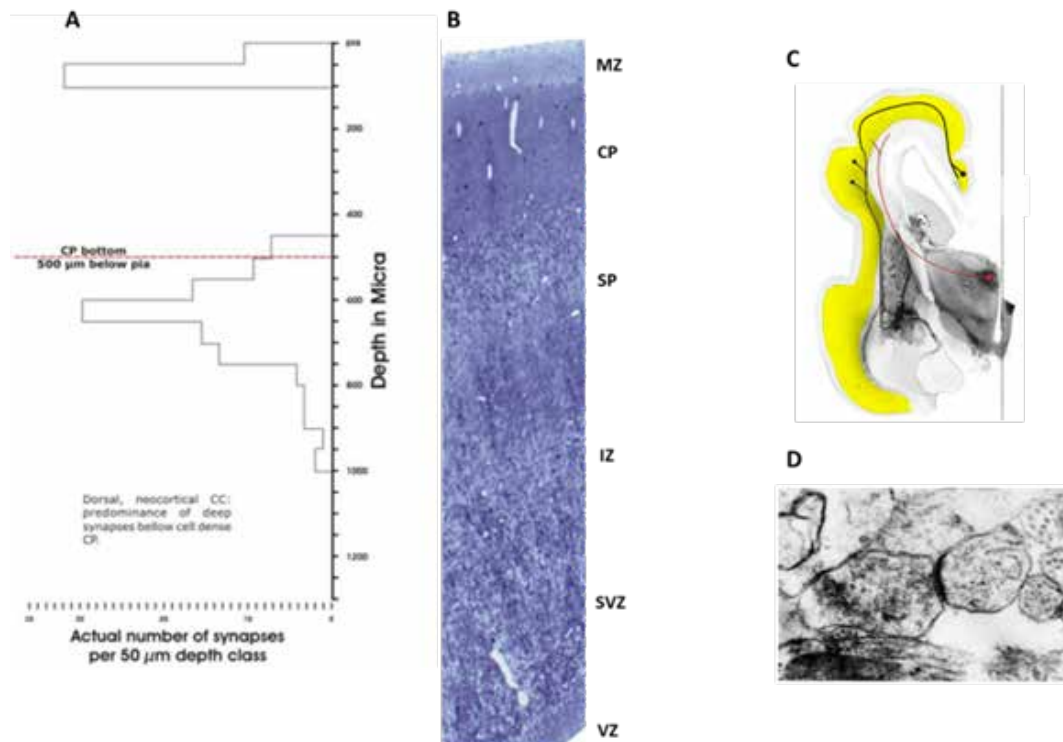 A
B
C
D
200
400
CP bottom
500 µm below pia
600
800
1000
1200
Depth in Micra
Dorsal, neocortical CC:
predominance of deep
synapses bellow cell dense
CP.
Actual number of synapses
per 50 µm depth class
MZ
CP
SP
IZ
SVZ
VZ